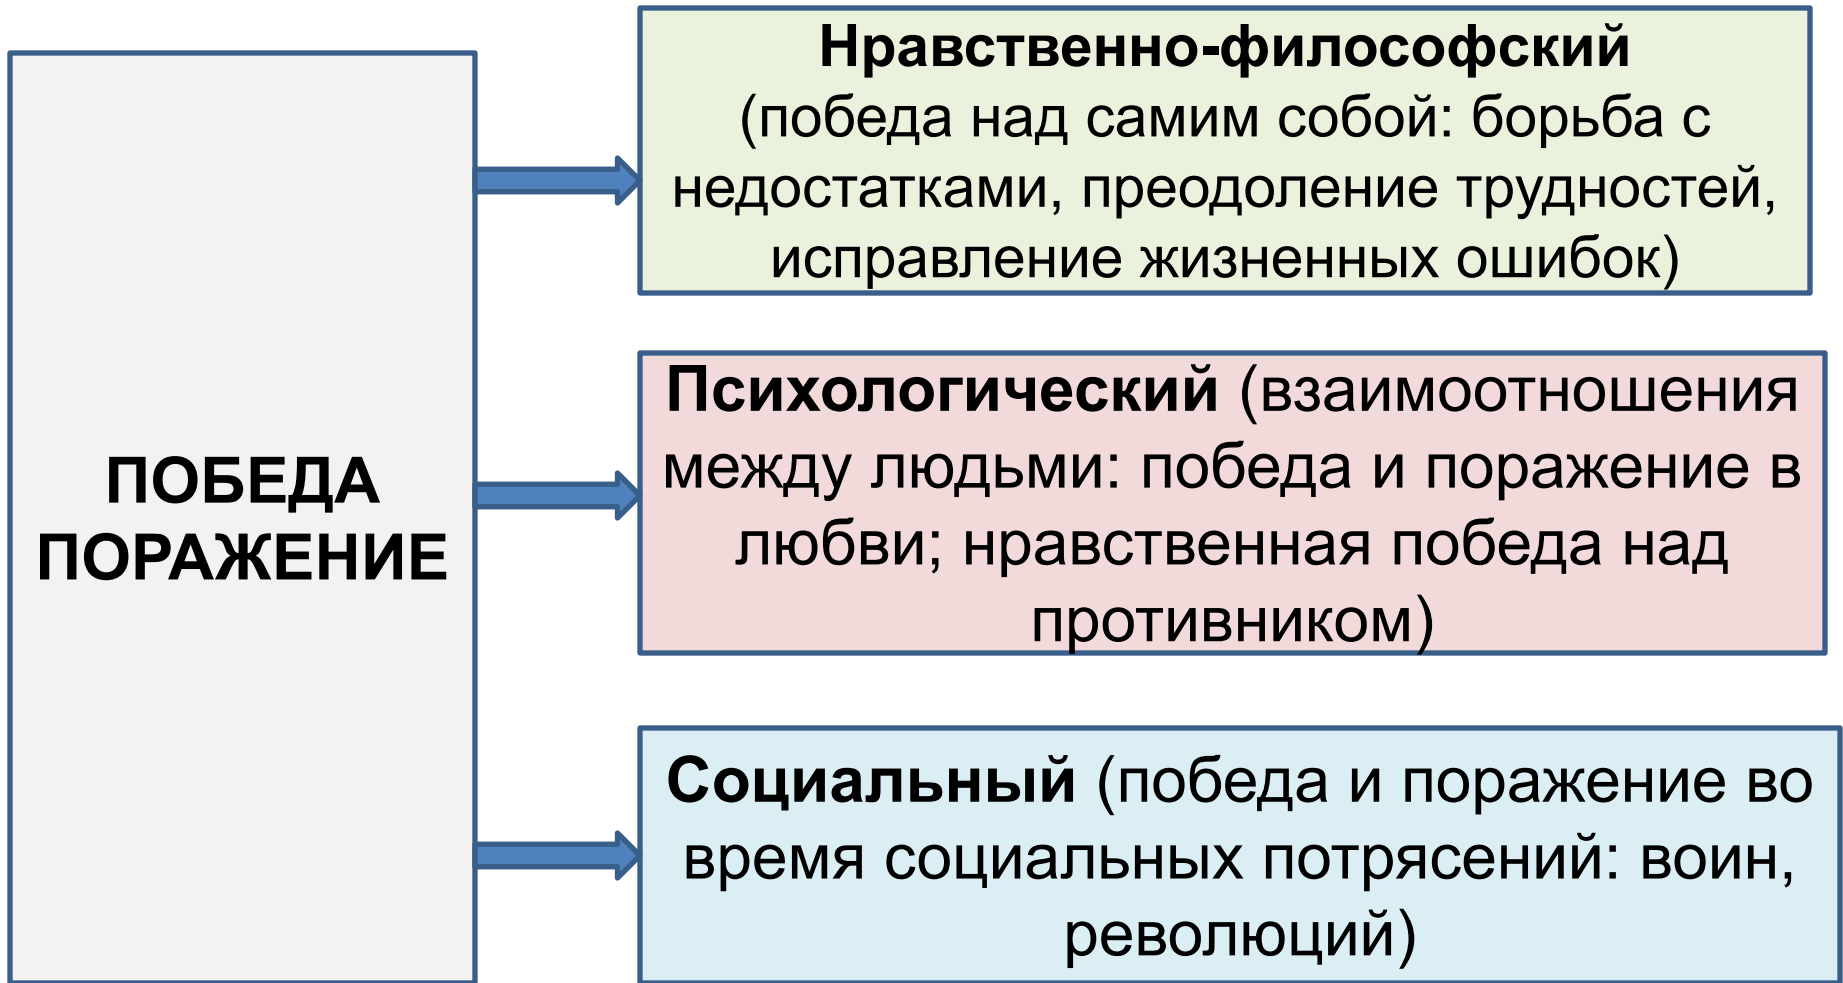 ПОБЕДА
ПОРАЖЕНИЕ
Нравственно-философский
(победа над самим собой: борьба с
недостатками, преодоление трудностей,
исправление жизненных ошибок)
Психологический (взаимоотношения
между людьми: победа и поражение в
любви; нравственная победа над
противником)
Социальный (победа и поражение во
время социальных потрясений: воин,
революций)